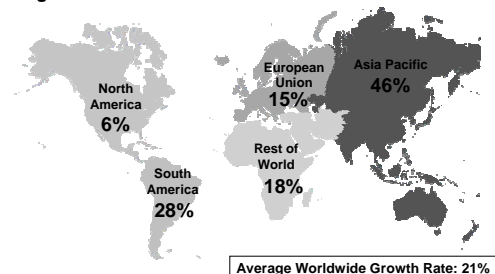 North
America
6%
European
Union
15%
Asia Pacific
46%
South
America
28%
Rest of
World
18%
Average Worldwide Growth Rate: 21%